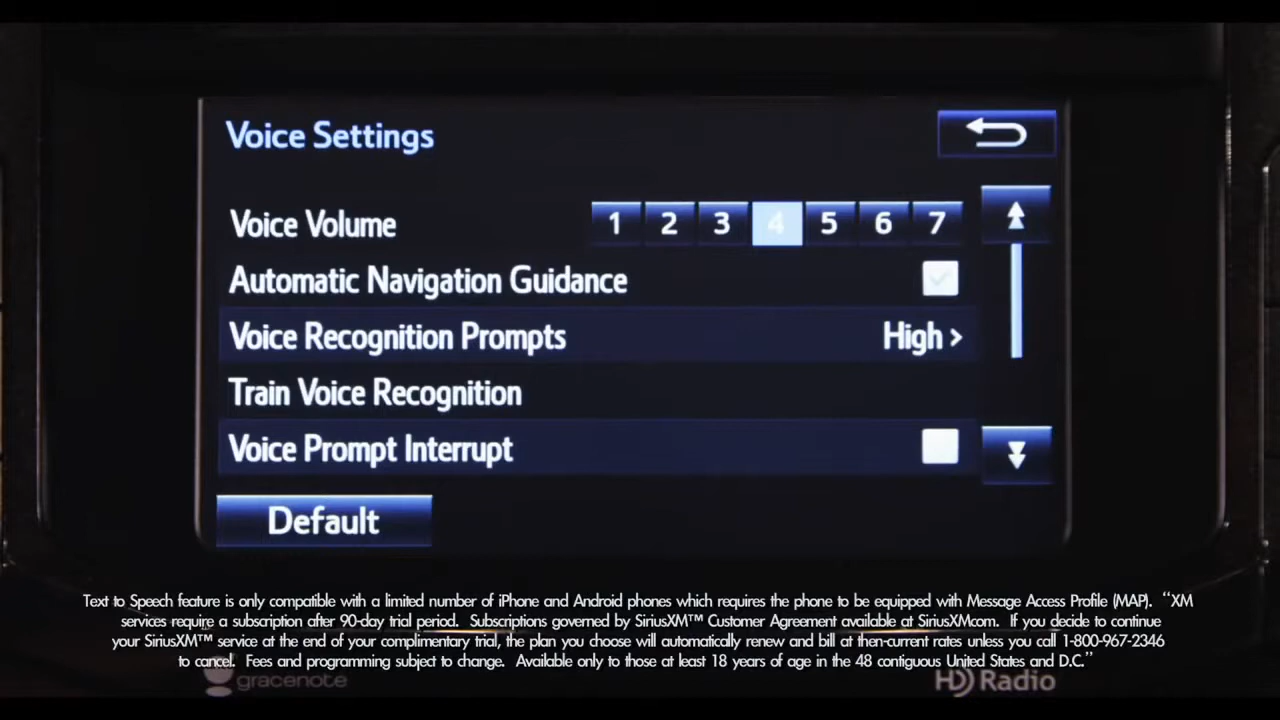 Voice Settings
Voice Volume 1 2 3 4 5 6 7
Automatic Navigation Guidance
Voice Recognition Prompts High >
Train Voice Recognition
Voice Prompt Interrupt
Default
Text to Speech feature is only compatible with a limited number of iPhone and Android phones which requires the phone to be equipped with Message Access Profile (MAP). “XM
services require a subscription after 90-day trial period. Subscriptions governed by SiriusXM™ Customer Agreement available at SiriusXM.com. If you decide to continue
your SiriusXM™ service at the end of your complimentary trial, the plan you choose will automatically renew and bill at then-current rates unless you call 1-800-967-2346
to cancel. Fees and programming subject to change. Available only to those at least 18 years of age in the 48 contiguous United States and D.C.”
gracenote HD Radio